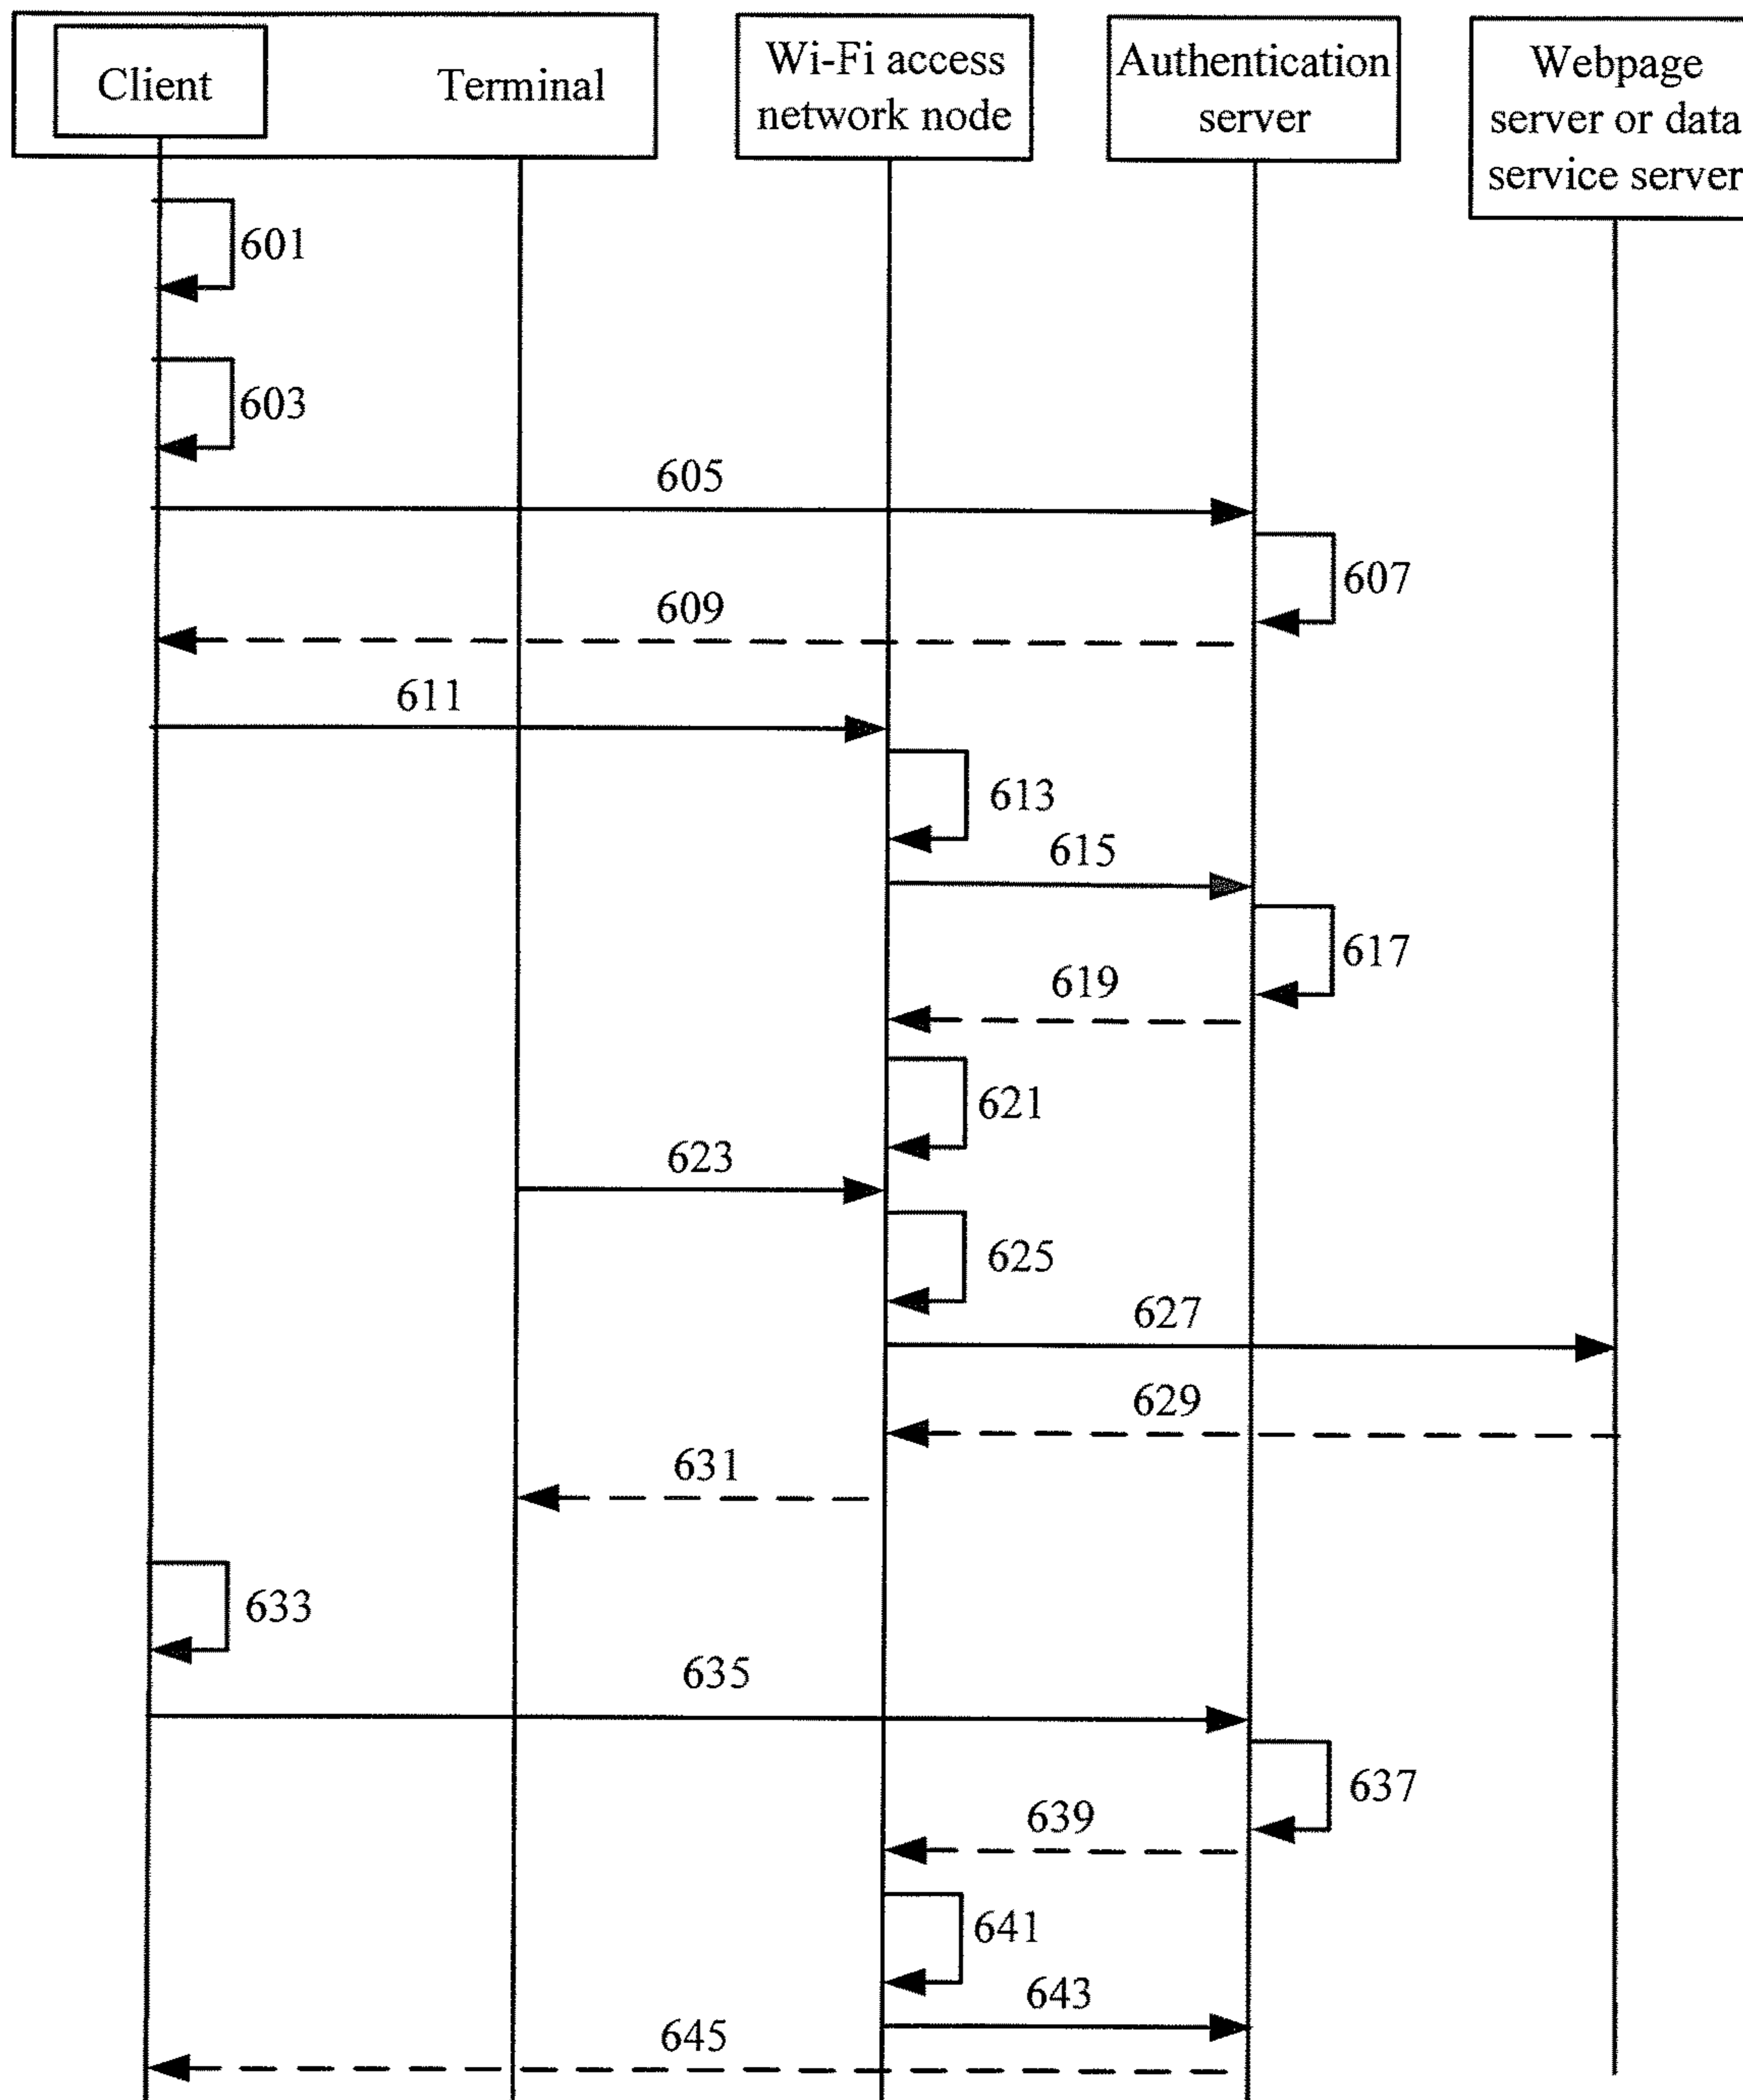 Client
Terminal
Wi-Fi access
network node
Authentication
server
Webpage
server or data
service server
601
603
605
607
609
611
613
615
617
619
621
623
625
627
629
631
633
635
637
639
641
643
645